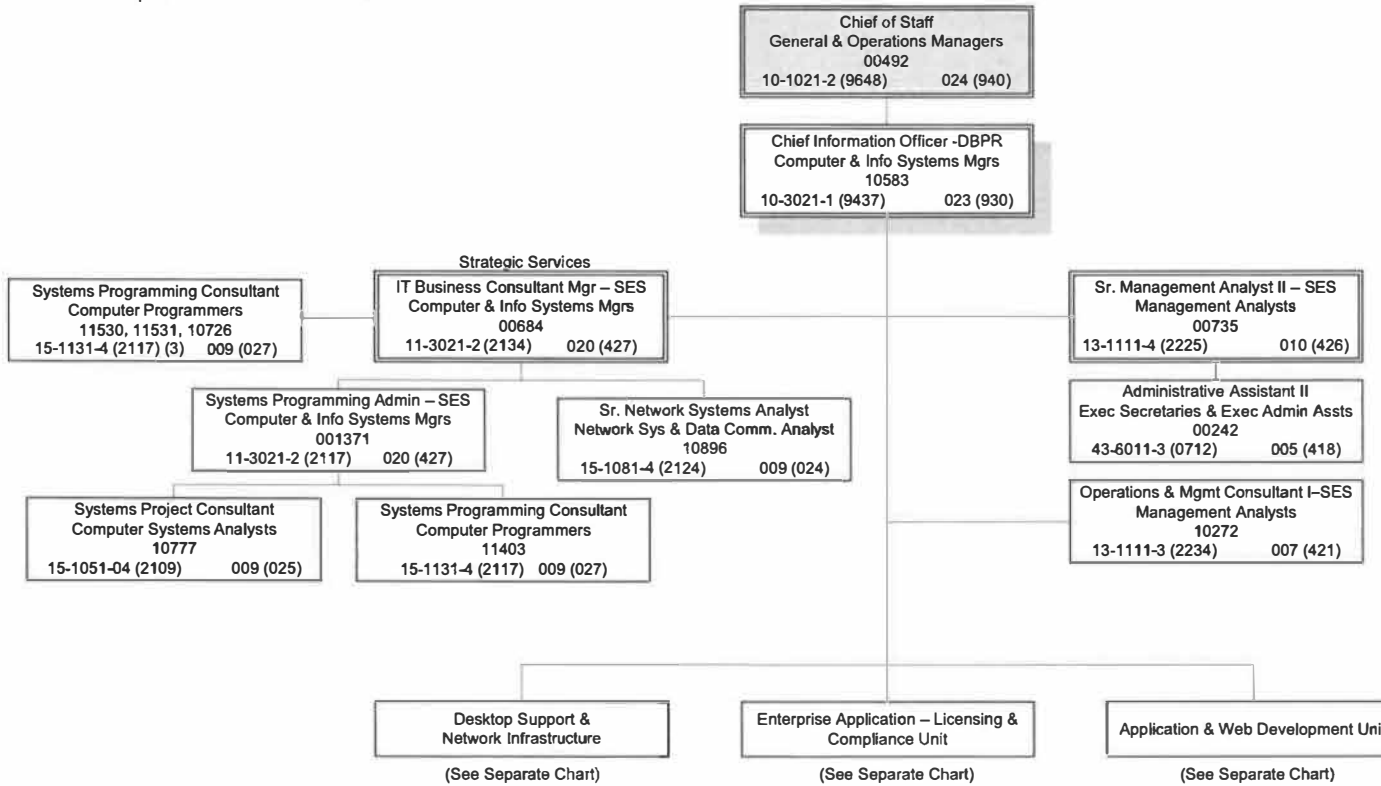 Chief of Staff
General & Operations Managers
00492
10-1021-2 (9648) 024 (940)
Chief Information Officer -DBPR
Computer & Info Systems Mgrs
10583
10-3021-1 (9437) 023 (930)
Strategic Services
Systems Programming Consultant
Computer Programmers
11530, 11531, 10726
15-1131-4 (2117) (3) 009 (027)
IT Business Consultant Mgr – SES
Computer & Info Systems Mgrs
00684
11-3021-2 (2134) 020 (427)
Sr. Management Analyst II – SES
Management Analysts
00735
13-1111-4 (2225) 010 (426)
Systems Programming Admin – SES
Computer & Info Systems Mgrs
001371
11-3021-2 (2117) 020 (427)
Sr. Network Systems Analyst
Network Sys & Data Comm. Analyst
10896
15-1081-4 (2124) 009 (024)
Administrative Assistant II
Exec Secretaries & Exec Admin Assts
00242
43-6011-3 (0712) 005 (418)
Systems Project Consultant
Computer Systems Analysts
10777
15-1051-04 (2109) 009 (025)
Systems Programming Consultant
Computer Programmers
11403
15-1131-4 (2117) 009 (027)
Operations & Mgmt Consultant I–SES
Management Analysts
10272
13-1111-3 (2234) 007 (421)
Desktop Support &
Network Infrastructure
(See Separate Chart)
Enterprise Application – Licensing &
Compliance Unit
(See Separate Chart)
Application & Web Development Uni
(See Separate Chart)